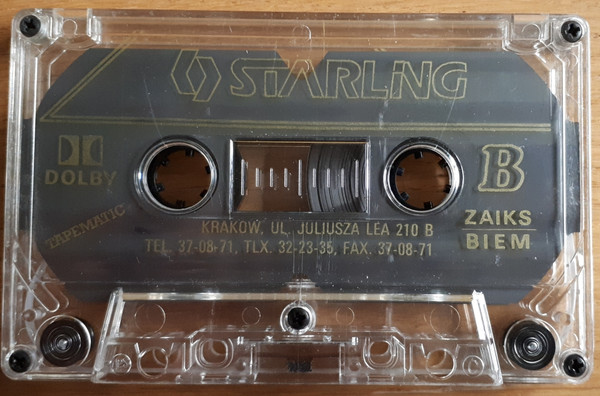 STARLING
DOLBY
B
TAPEMATIC
ZAIKS
BIEM
KRAKOW, UL. JULIUSZA LEA 210 B
TEL. 37-08-71, TLX. 32-23-35, FAX. 37-08-71